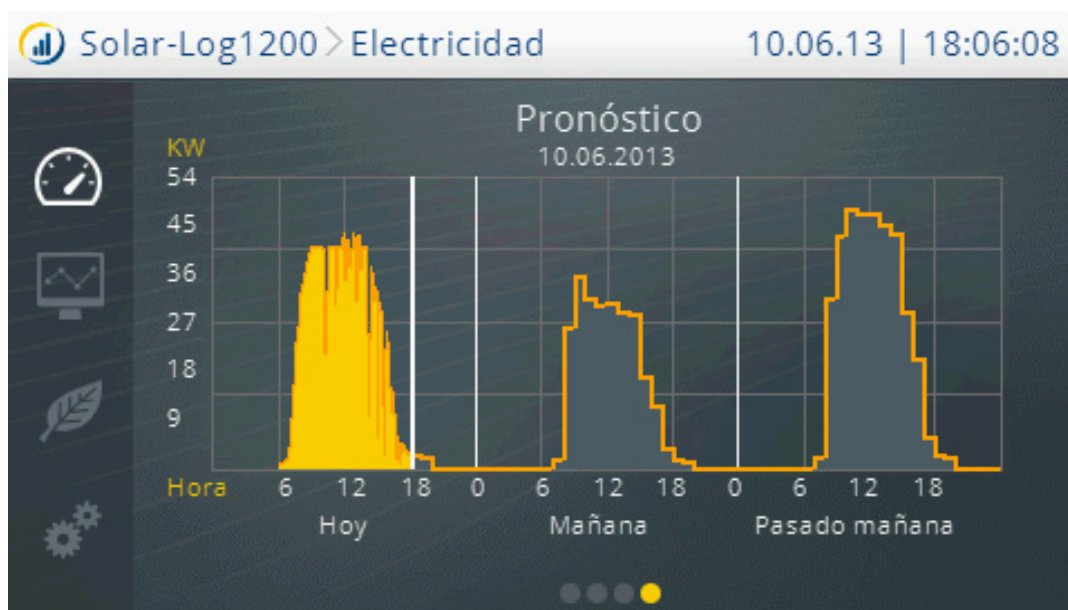 Solar-Log1200 > Electricidad 10.06.13 | 18:06:08
Pronóstico
10.06.2013
KW
54
45
36
27
18
9
Hora 6 12 18 0 6 12 18 0 6 12 18
Hoy Mañana Pasado mañana